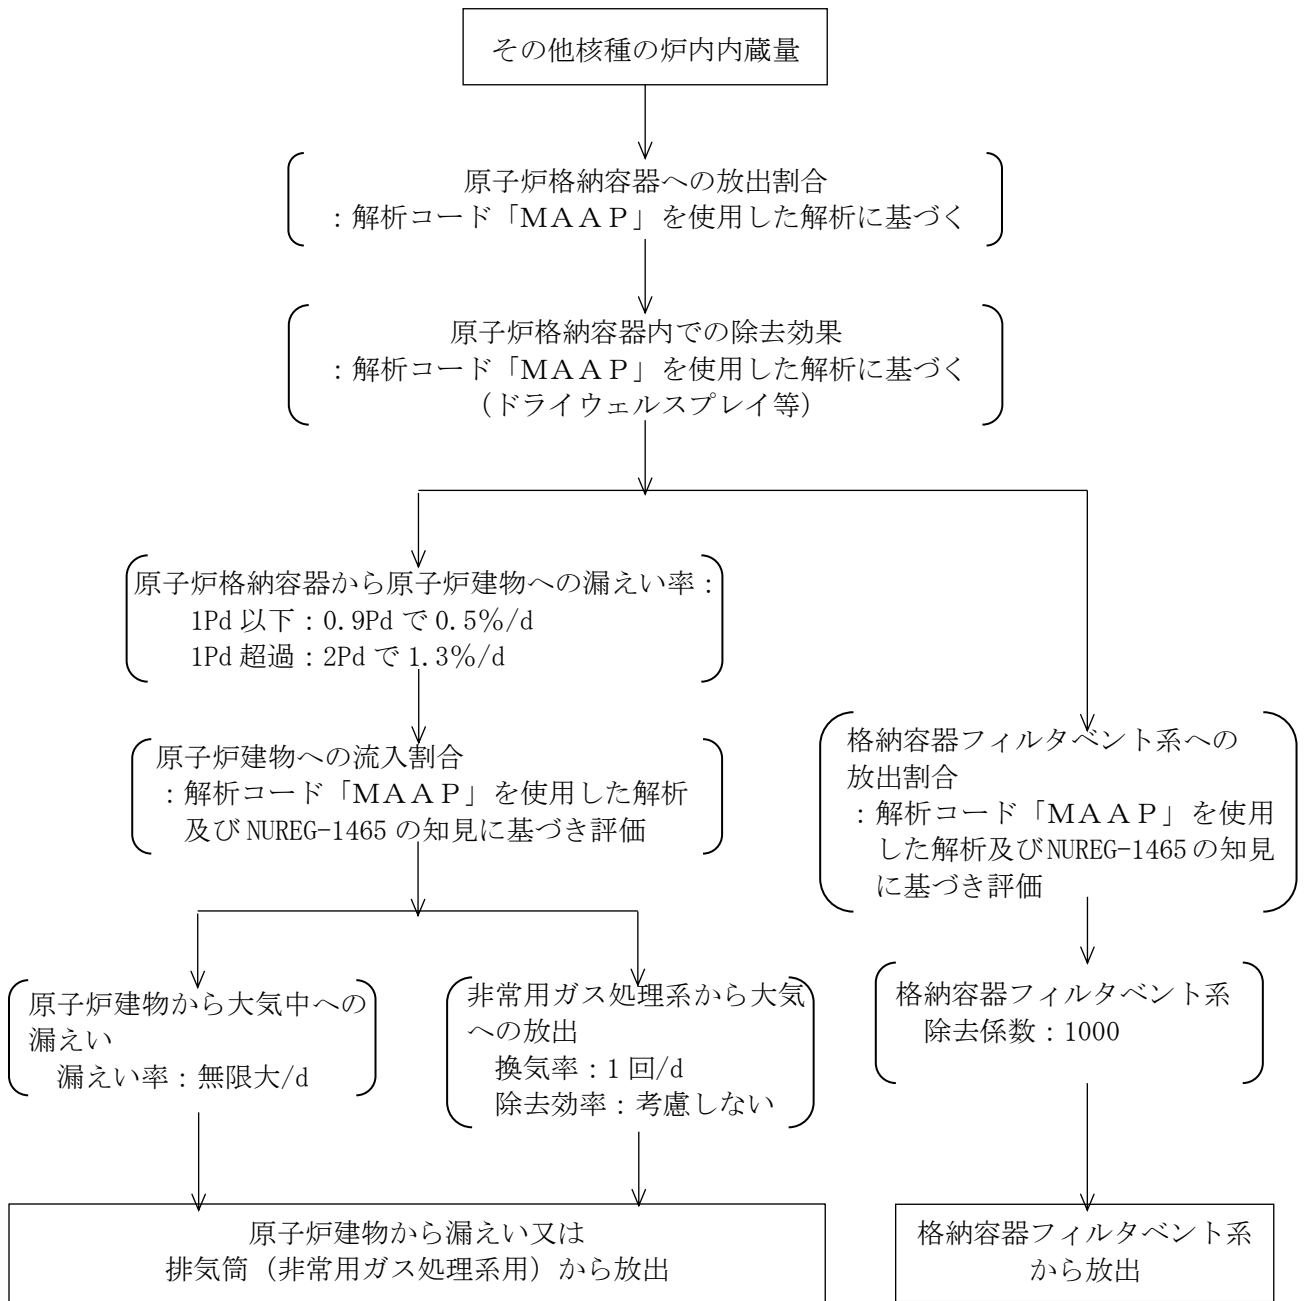 その他核種の炉内内蔵量
原子炉格納容器への放出割合
：解析コード「ＭＡＡＰ」を使用した解析に基づく
原子炉格納容器内での除去効果
：解析コード「ＭＡＡＰ」を使用した解析に基づく
（ドライウェルスプレイ等）
原子炉格納容器から原子炉建物への漏えい率：
1Pd 以下：0.9Pd で 0.5%/d
1Pd 超過：2Pd で 1.3%/d
原子炉建物への流入割合
：解析コード「ＭＡＡＰ」を使用した解析
及び NUREG-1465 の知見に基づき評価
格納容器フィルタベント系への
放出割合
：解析コード「ＭＡＡＰ」を使用
した解析及び NUREG-1465 の知見
に基づき評価
原子炉建物から大気中への
漏えい
漏えい率：無限大/d
非常用ガス処理系から大気
への放出
換気率：1 回/d
除去効率：考慮しない
格納容器フィルタベント系
除去係数：1000
原子炉建物から漏えい又は
排気筒（非常用ガス処理系用）から放出
格納容器フィルタベント系
から放出